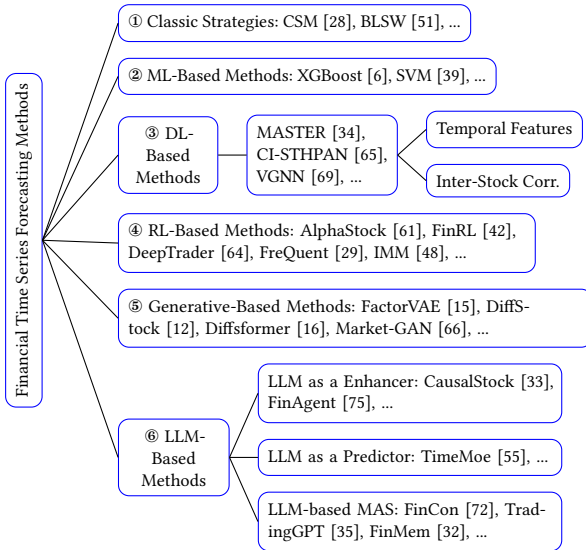 Financial Time Series Forecasting Methods
① Classic Strategies: CSM [28], BLSW [51], ...
② ML-Based Methods: XGBoost [6], SVM [39], ...
③ DL-
Based
Methods
MASTER [34],
CI-STHPAN [65],
VGNN [69], ...
Temporal Features
Inter-Stock Corr.
④ RL-Based Methods: AlphaStock [61], FinRL [42],
DeepTrader [64], FreQuent [29], IMM [48], ...
⑤ Generative-Based Methods: FactorVAE [15], DiffS-
tock [12], Diffsformer [16], Market-GAN [66], ...
⑥ LLM-
Based
Methods
LLM as a Enhancer: CausalStock [33],
FinAgent [75], ...
LLM as a Predictor: TimeMoe [55], ...
LLM-based MAS: FinCon [72], Trad-
ingGPT [35], FinMem [32], ...